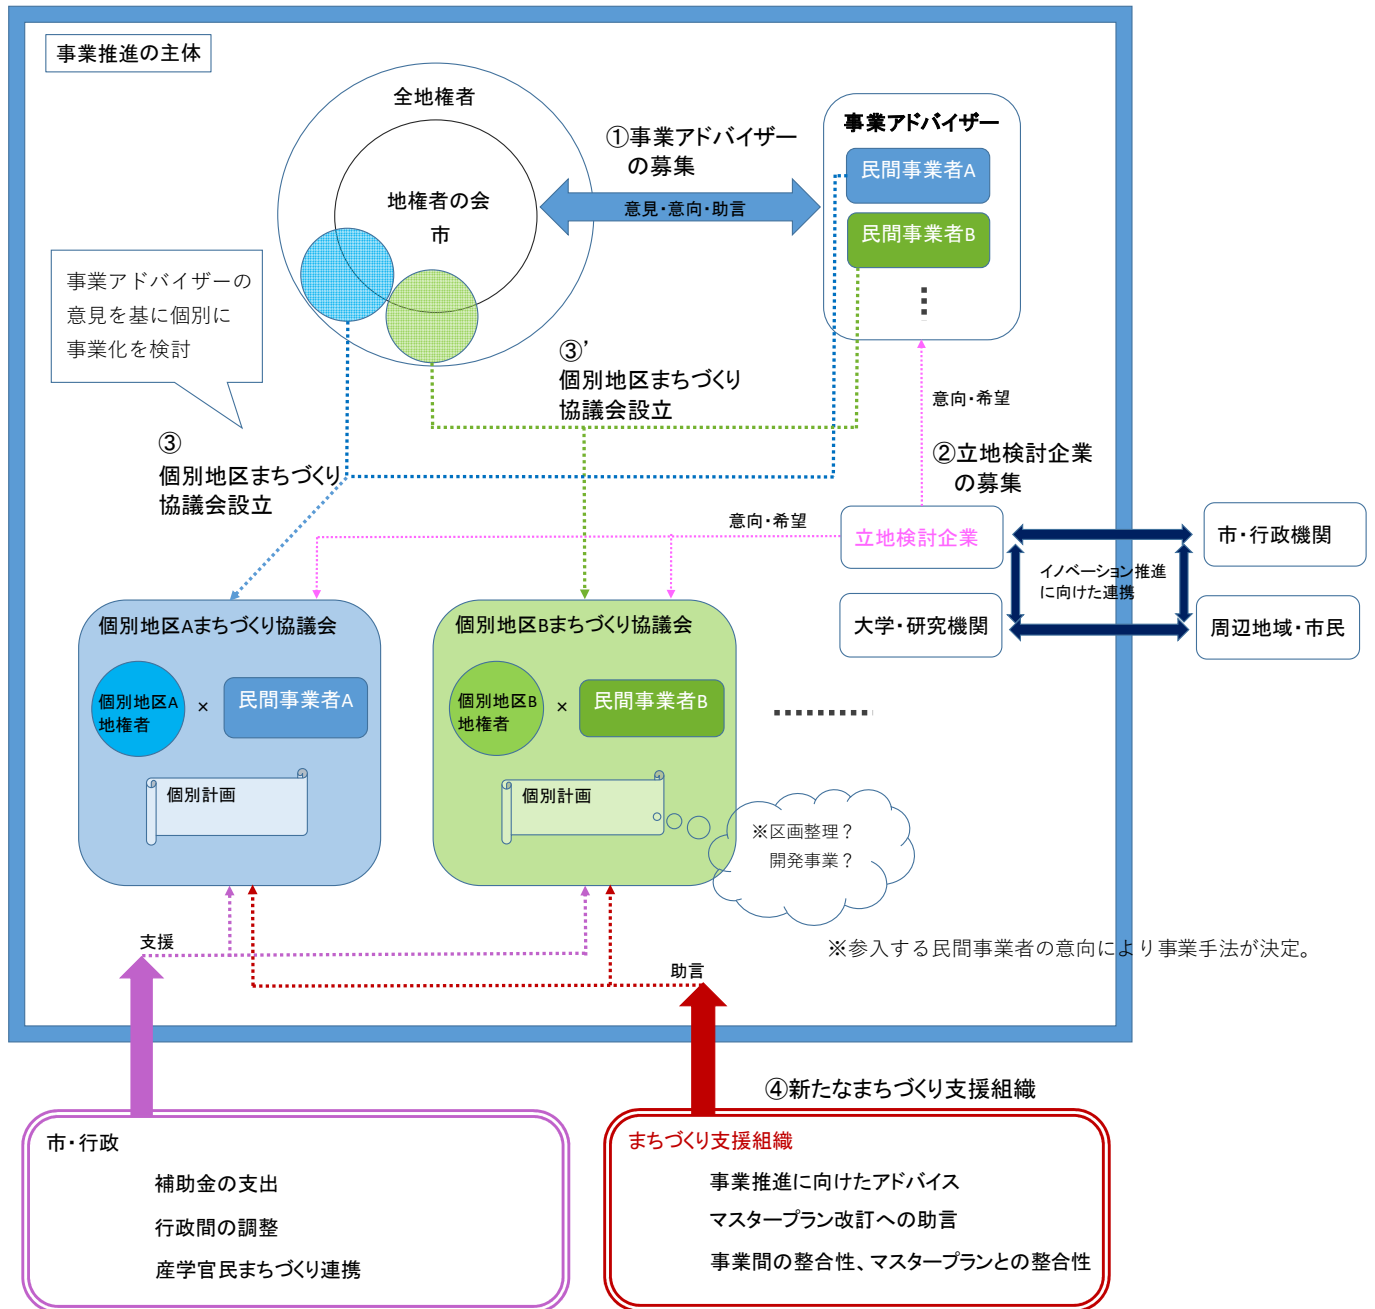 事業推進の主体
全地権者
地権者の会
市
①事業アドバイザー
の募集
意見・意向・助言
事業アドバイザー
民間事業者A
民間事業者B
事業アドバイザーの
意見を基に個別に
事業化を検討
③'
個別地区まちづくり
協議会設立
③
個別地区まちづくり
協議会設立
意向・希望
②立地検討企業
の募集
意向・希望
立地検討企業
市・行政機関
イノベーション推進
に向けた連携
大学・研究機関
周辺地域・市民
個別地区Aまちづくり協議会
個別地区A
地権者
×
民間事業者A
個別計画
個別地区Bまちづくり協議会
個別地区B
地権者
×
民間事業者B
個別計画
※区画整理？
開発事業？
※参入する民間事業者の意向により事業手法が決定。
支援
助言
④新たなまちづくり支援組織
市・行政
補助金の支出
行政間の調整
産学官民まちづくり連携
まちづくり支援組織
事業推進に向けたアドバイス
マスタープラン改訂への助言
事業間の整合性、マスタープランとの整合性